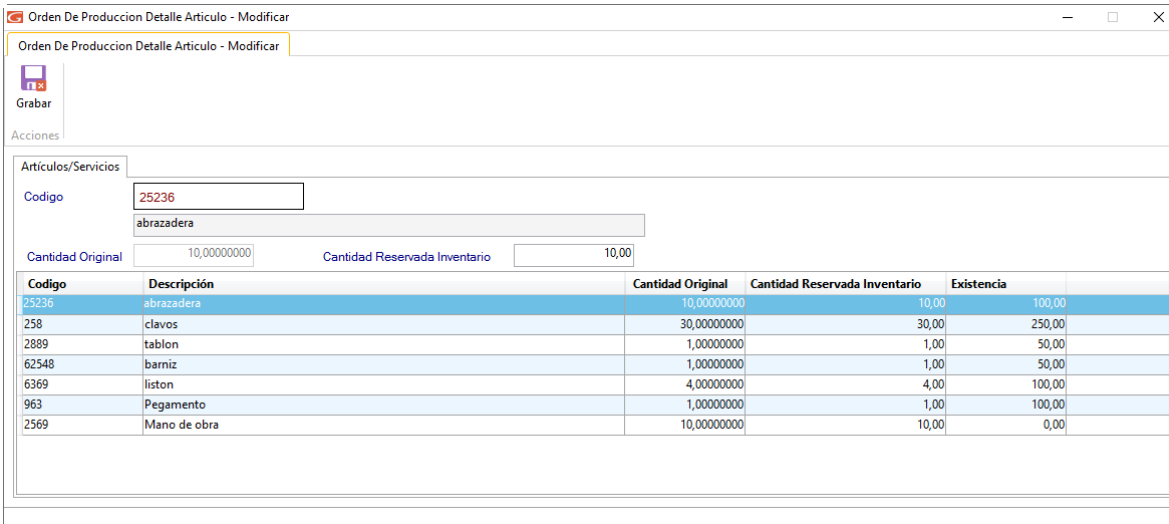 Orden De Produccion Detalle Articulo - Modificar
Orden De Produccion Detalle Articulo - Modificar
Grabar
Acciones
Artículos/Servicios
Codigo 25236
abrazadera
Cantidad Original 10,00000000 Cantidad Reservada Inventario 10,00
Codigo Descripción Cantidad Original Cantidad Reservada Inventario Existencia
25236 abrazadera 10,00000000 10,00 100,00
258 clavos 30,00000000 30,00 250,00
2889 tablon 1,00000000 1,00 50,00
62548 barniz 1,00000000 1,00 50,00
6369 liston 4,00000000 4,00 100,00
963 Pegamento 1,00000000 1,00 100,00
2569 Mano de obra 10,00000000 10,00 0,00